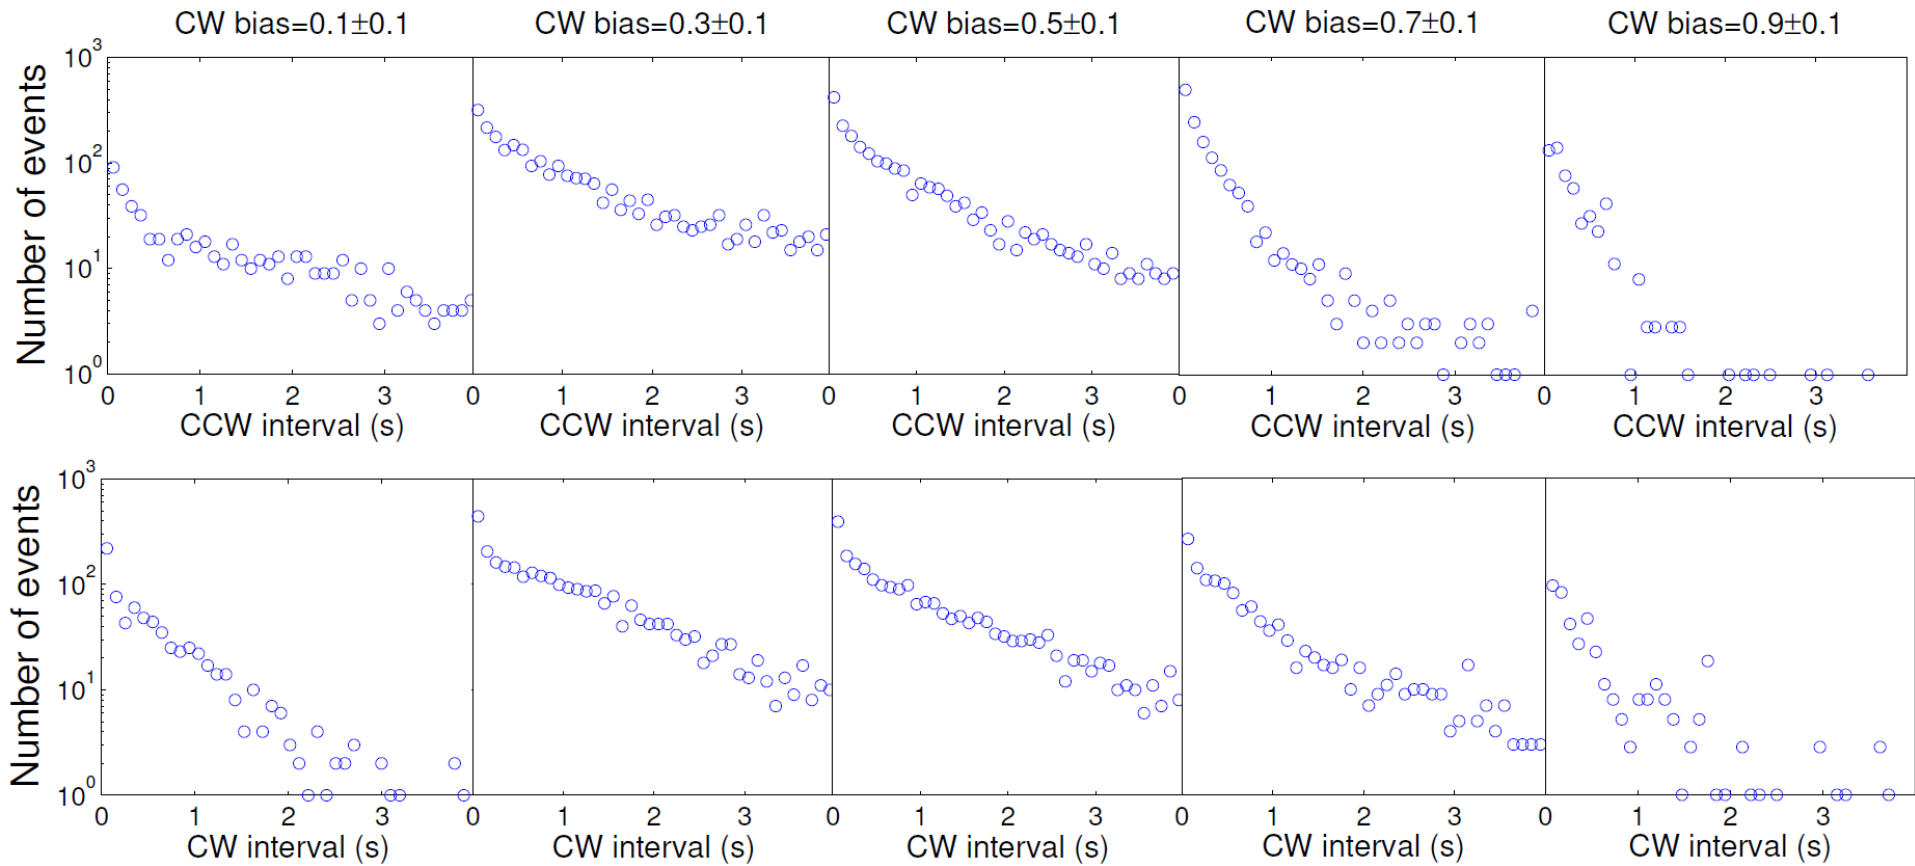 CW bias=0.1±0.1 CW bias=0.3±0.1 CW bias=0.5±0.1 CW bias=0.7±0.1 CW bias=0.9±0.1
Number of events
10³
10²
10¹
10⁰
0 1 2 3 0 1 2 3 0 1 2 3 0 1 2 3 0 1 2 3
CCW interval (s) CCW interval (s) CCW interval (s) CCW interval (s) CCW interval (s)
Number of events
10³
10²
10¹
10⁰
0 1 2 3 0 1 2 3 0 1 2 3 0 1 2 3 0 1 2 3
CW interval (s) CW interval (s) CW interval (s) CW interval (s) CW interval (s)